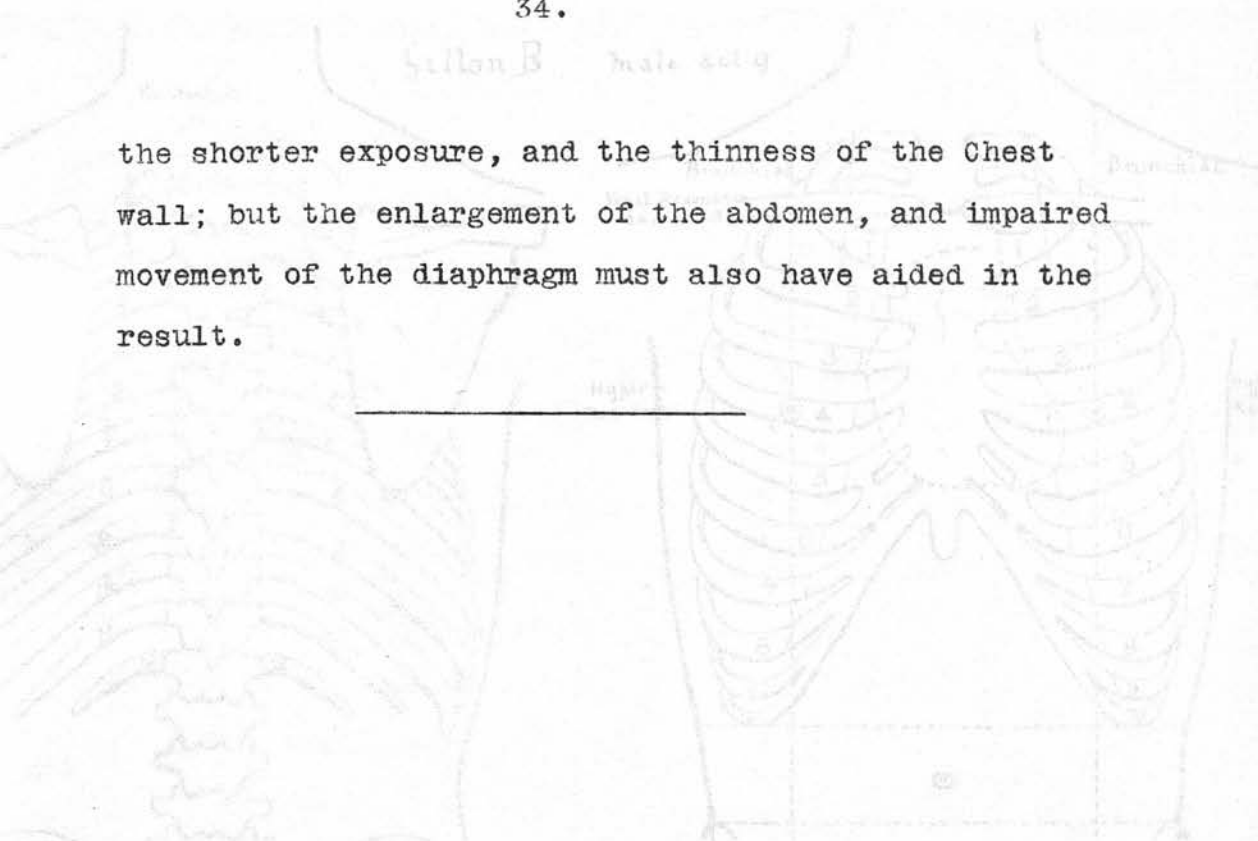 34.
the shorter exposure, and the thinness of the Chest
wall; but the enlargement of the abdomen, and impaired
movement of the diaphragm must also have aided in the
result.